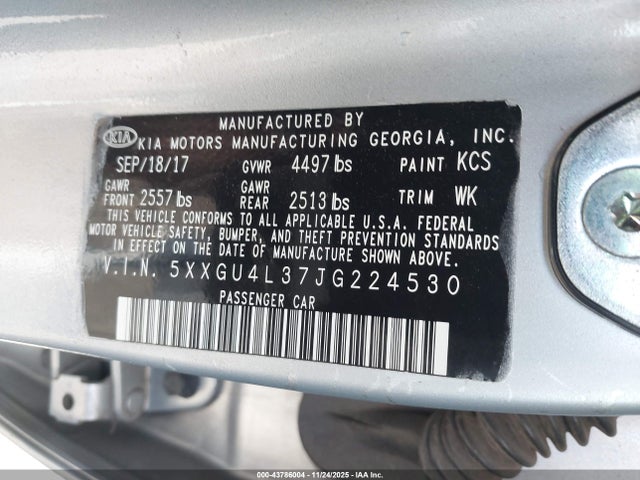 MANUFACTURED BY
KIA KIA MOTORS MANUFACTURING GEORGIA, INC.
SEP/18/17 GVWR 4497 lbs PAINT KCS
GAWR FRONT 2557 lbs GAWR REAR 2513 lbs TRIM WK
THIS VEHICLE CONFORMS TO ALL APPLICABLE U.S.A. FEDERAL
MOTOR VEHICLE SAFETY, BUMPER, AND THEFT PREVENTION STANDARDS
IN EFFECT ON THE DATE OF MANUFACTURE SHOWN ABOVE.
V.I.N. 5XXGU4L37JG224530
PASSENGER CAR
000-43786004 - 11/24/2025 - IAA, Inc.